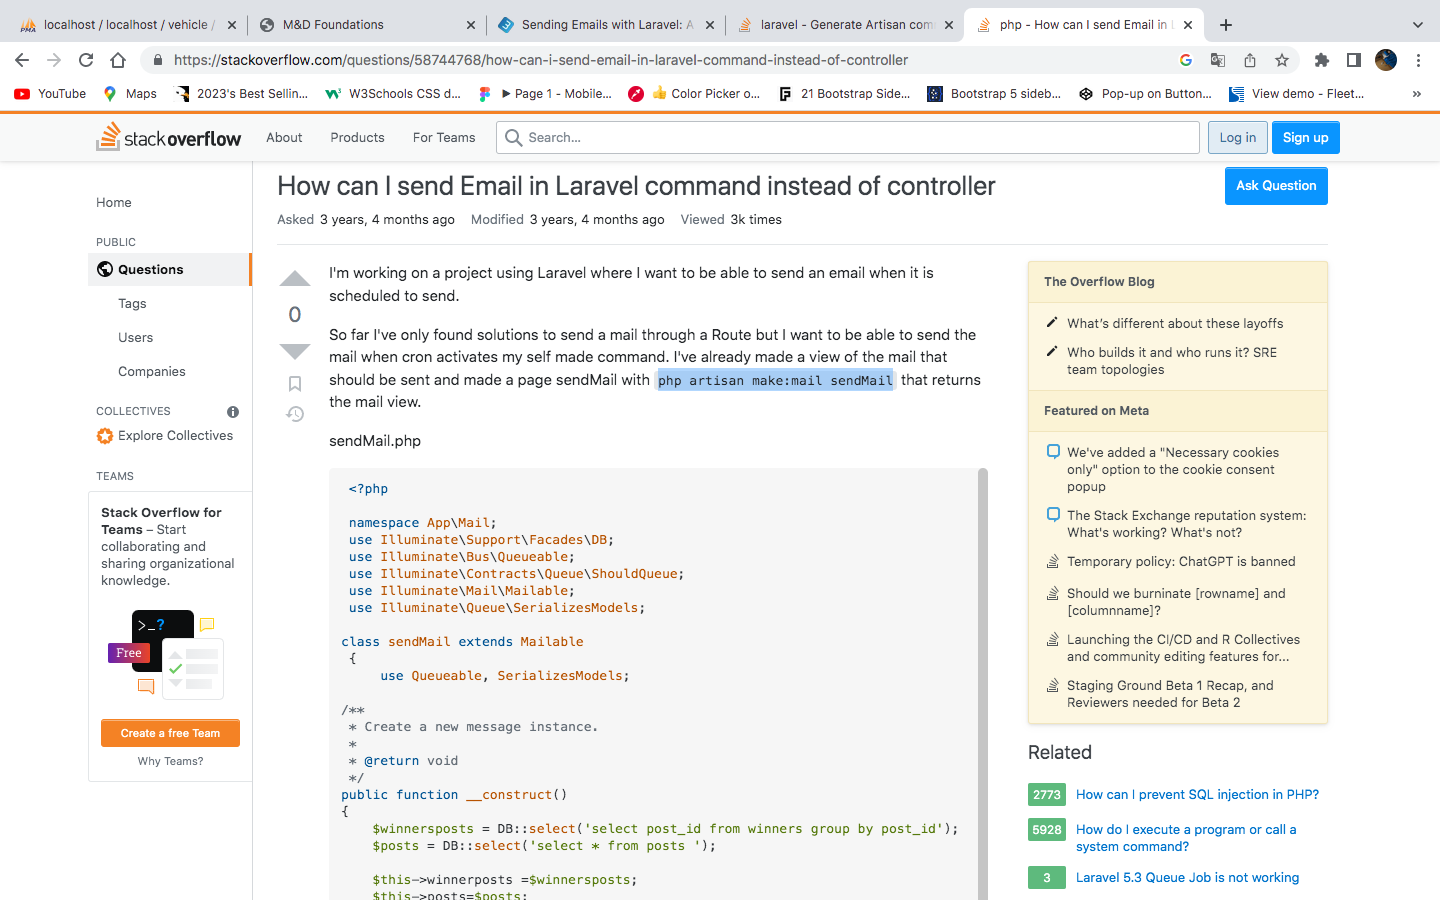 localhost / localhost / vehicle /
M&D Foundations
Sending Emails with Laravel: A
laravel - Generate Artisan com
php - How can I send Email in L
https://stackoverflow.com/questions/58744768/how-can-i-send-email-in-laravel-command-instead-of-controller
YouTube
Maps
2023's Best Sellin...
W3Schools CSS d...
Page 1 - Mobile...
Color Picker o...
21 Bootstrap Side...
Bootstrap 5 sideb...
Pop-up on Button...
View demo - Fleet...
»
stackoverflow
About
Products
For Teams
Search...
Log in
Sign up
Home
PUBLIC
Questions
Tags
Users
Companies
COLLECTIVES
Explore Collectives
TEAMS
Stack Overflow for
Teams – Start
collaborating and
sharing organizational
knowledge.
>_?
Free
Create a free Team
Why Teams?
How can I send Email in Laravel command instead of controller
Ask Question
Asked 3 years, 4 months ago Modified 3 years, 4 months ago Viewed 3k times
0
I'm working on a project using Laravel where I want to be able to send an email when it is
scheduled to send.
So far I've only found solutions to send a mail through a Route but I want to be able to send the
mail when cron activates my self made command. I've already made a view of the mail that
should be sent and made a page sendMail with php artisan make:mail sendMail that returns
the mail view.
sendMail.php
<?php
namespace App\Mail;
use Illuminate\Support\Facades\DB;
use Illuminate\Bus\Queueable;
use Illuminate\Contracts\Queue\ShouldQueue;
use Illuminate\Mail\Mailable;
use Illuminate\Queue\SerializesModels;
class sendMail extends Mailable
{
use Queueable, SerializesModels;
/**
* Create a new message instance.
*
* @return void
*/
public function __construct()
{
$winnersposts = DB::select('select post_id from winners group by post_id');
$posts = DB::select('select * from posts ');
$this->winnerposts =$winnersposts;
$this->posts=$posts;
The Overflow Blog
What's different about these layoffs
Who builds it and who runs it? SRE
team topologies
Featured on Meta
We've added a "Necessary cookies
only" option to the cookie consent
popup
The Stack Exchange reputation system:
What's working? What's not?
Temporary policy: ChatGPT is banned
Should we burninate [rowname] and
[columnname]?
Launching the CI/CD and R Collectives
and community editing features for...
Staging Ground Beta 1 Recap, and
Reviewers needed for Beta 2
Related
2773 How can I prevent SQL injection in PHP?
5928 How do I execute a program or call a
system command?
3 Laravel 5.3 Queue Job is not working